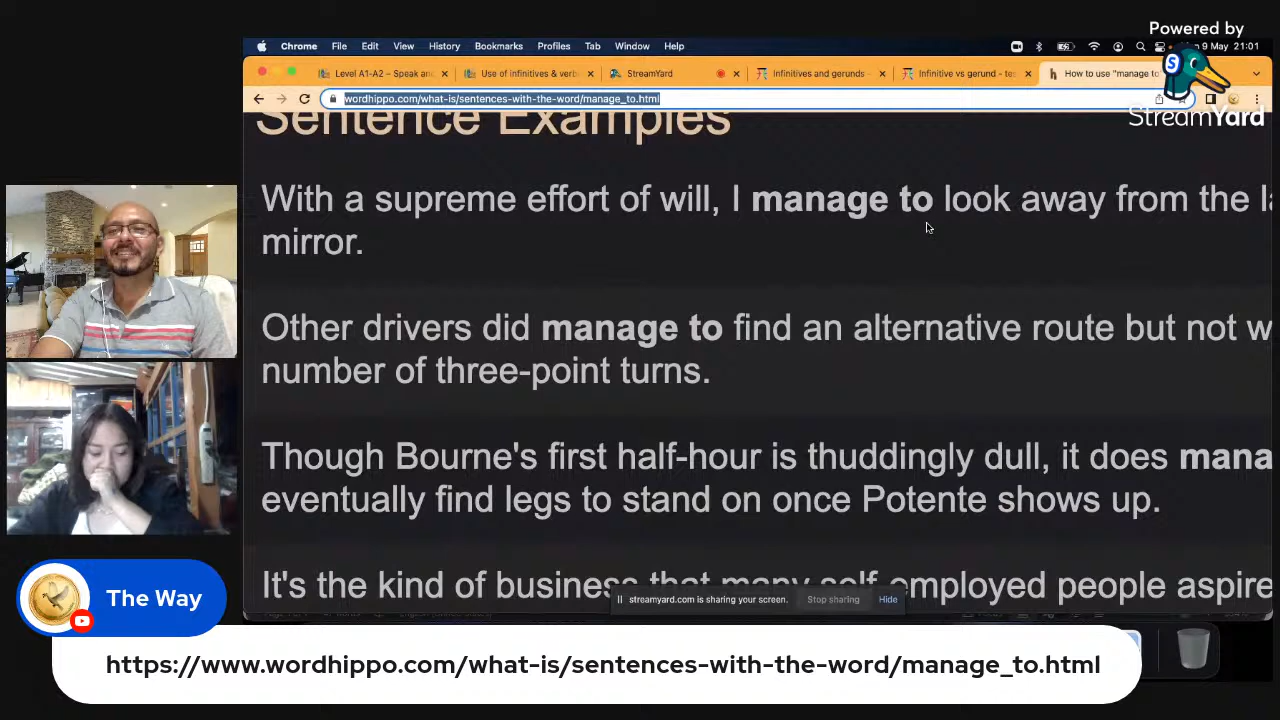 Powered by
StreamYard
Chrome File Edit View History Bookmarks Profiles Tab Window Help
9 May 21:01
Level A1-A2 – Speak an
Use of infinitives & verb
StreamYard
Infinitives and gerunds -
Infinitive vs gerund - te
How to use "manage to
wordhippo.com/what-is/sentences-with-the-word/manage_to.html
Sentence Examples
With a supreme effort of will, I manage to look away from the
mirror.
Other drivers did manage to find an alternative route but not
number of three-point turns.
Though Bourne's first half-hour is thuddingly dull, it does mana
eventually find legs to stand on once Potente shows up.
It's the kind of business that many self employed people aspire
streamyard.com is sharing your screen. Stop sharing Hide
The Way
https://www.wordhippo.com/what-is/sentences-with-the-word/manage_to.html